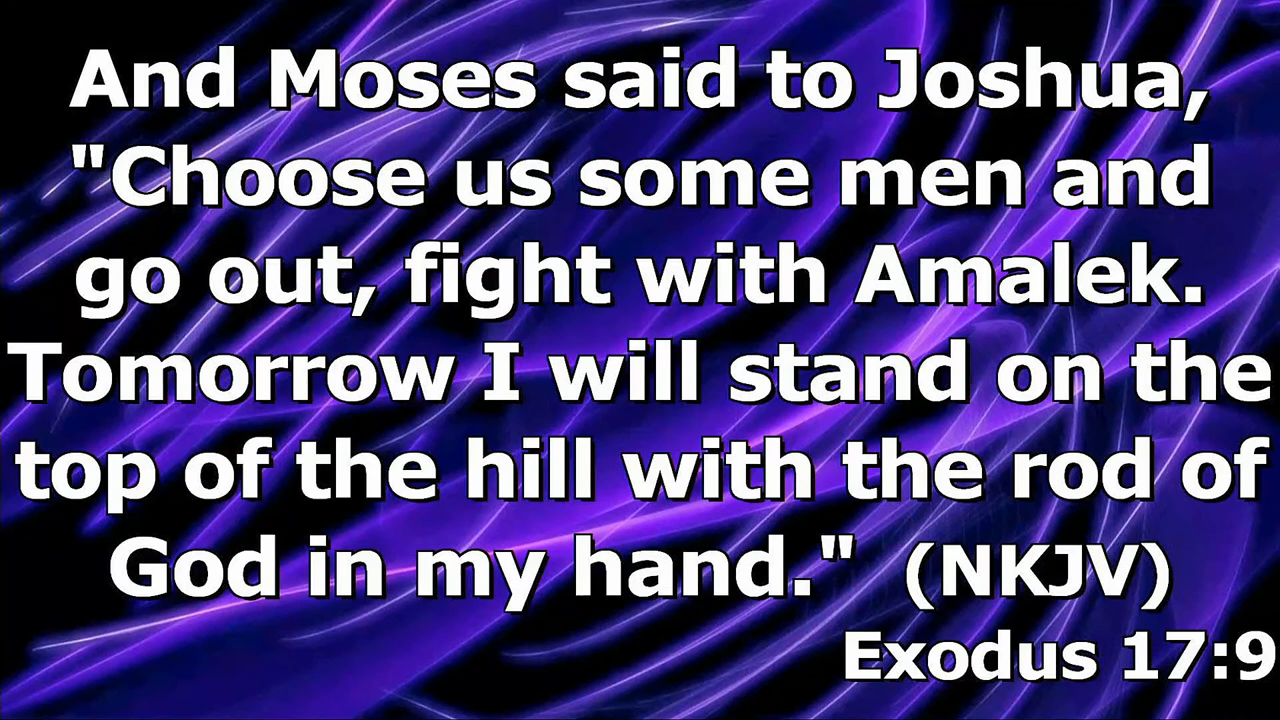 And Moses said to Joshua,
"Choose us some men and
go out, fight with Amalek.
Tomorrow I will stand on the
top of the hill with the rod of
God in my hand."  (NKJV)
Exodus 17:9